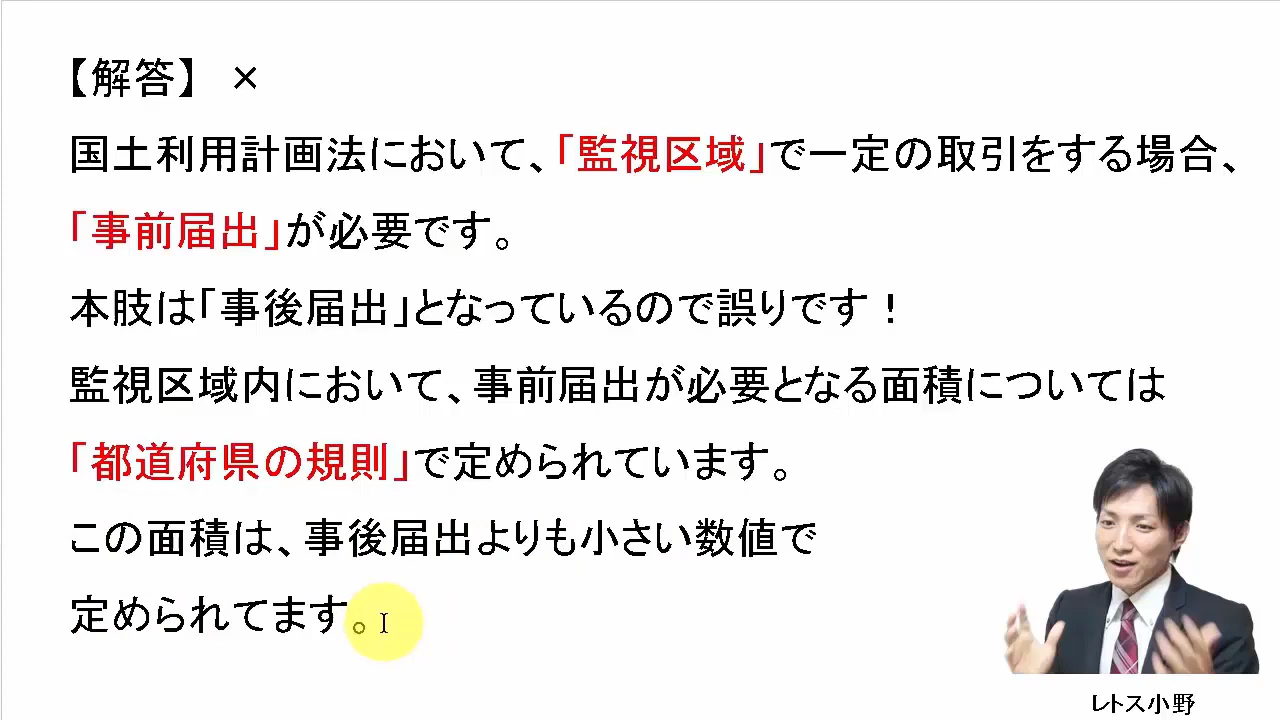 【解答】 ×
国土利用計画法において、「監視区域」で一定の取引をする場合、
「事前届出」が必要です。
本肢は「事後届出」となっているので誤りです！
監視区域内において、事前届出が必要となる面積については
「都道府県の規則」で定められています。
この面積は、事後届出よりも小さい数値で
定められてます。
レトス小野